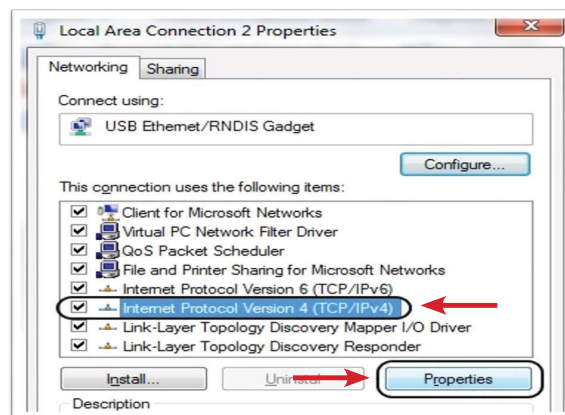 Local Area Connection 2 Properties
Networking Sharing
Connect using:
USB Ethernet/RNDIS Gadget
Configure...
This connection uses the following items:
Client for Microsoft Networks
Virtual PC Network Filter Driver
QoS Packet Scheduler
File and Printer Sharing for Microsoft Networks
Internet Protocol Version 6 (TCP/IPv6)
Internet Protocol Version 4 (TCP/IPv4)
Link-Layer Topology Discovery Mapper I/O Driver
Link-Layer Topology Discovery Responder
Install... Uninstall Properties
Description